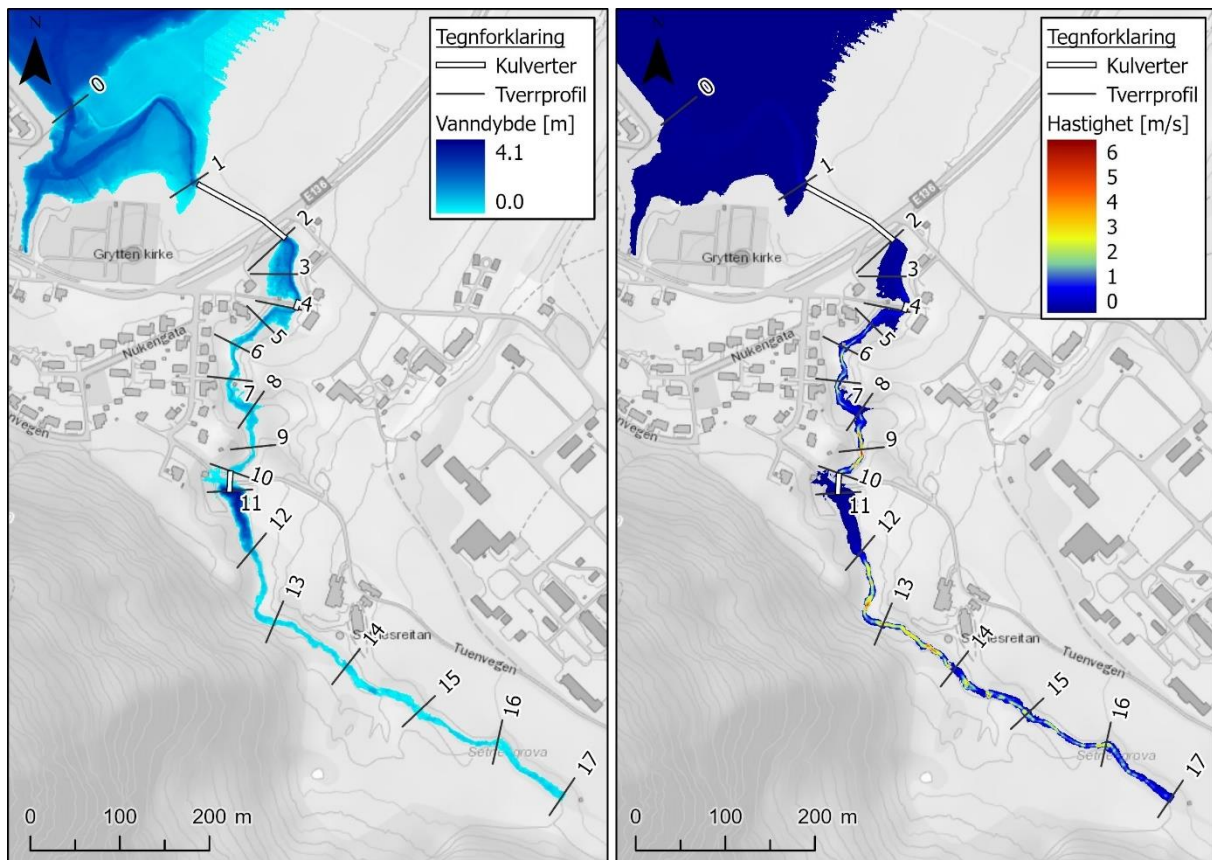 N
Tegnforklaring
Kulverter
Tverrprofil
Vanndybde [m]
4.1
0.0
0
1
E136
2
Grytten kirke
3
4
5
Nukengata
6
8
7
9
10
11
12
13
14
Tuenvegen
15
16
17
0 100 200 m
N
Tegnforklaring
Kulverter
Tverrprofil
Hastighet [m/s]
6
5
4
3
2
1
0
0
1
E136
2
Grytten kirke
3
4
5
Nukengata
6
8
7
9
10
11
12
13
14
Tuenvegen
15
16
17
0 100 200 m